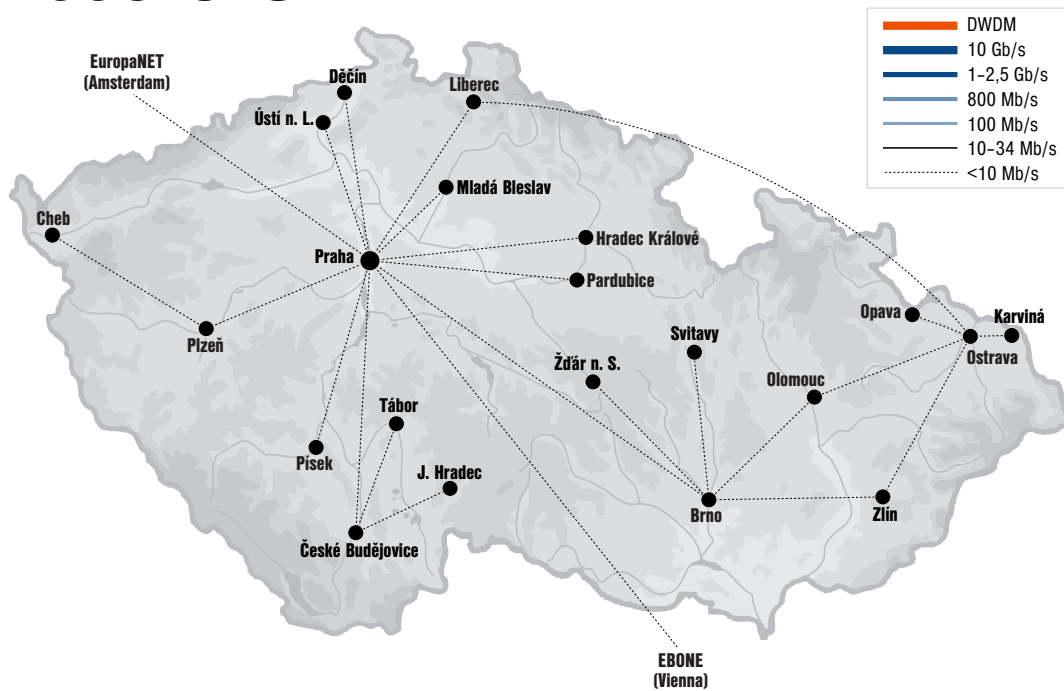 DWDM
10 Gb/s
1–2,5 Gb/s
800 Mb/s
100 Mb/s
10–34 Mb/s
<10 Mb/s
EuropaNET
(Amsterdam)
Děčín
Liberec
Ústí n. L.
Mladá Bleslav
Cheb
Hradec Králové
Praha
Pardubice
Opava
Karviná
Plzeň
Svitavy
Ostrava
Žďár n. S.
Olomouc
Tábor
Písek
J. Hradec
Brno
Zlín
České Budějovice
EBONE
(Vienna)